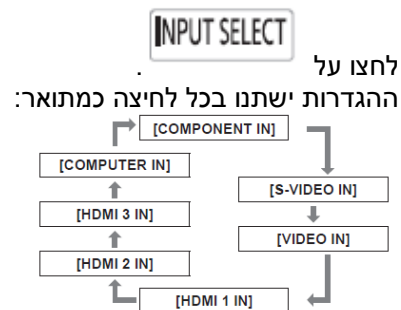 INPUT SELECT
לחצו על .
ההגדרות ישתנו בכל לחיצה כמתואר:
[COMPONENT IN]
[S-VIDEO IN]
[VIDEO IN]
[HDMI 1 IN]
[HDMI 2 IN]
[HDMI 3 IN]
[COMPUTER IN]